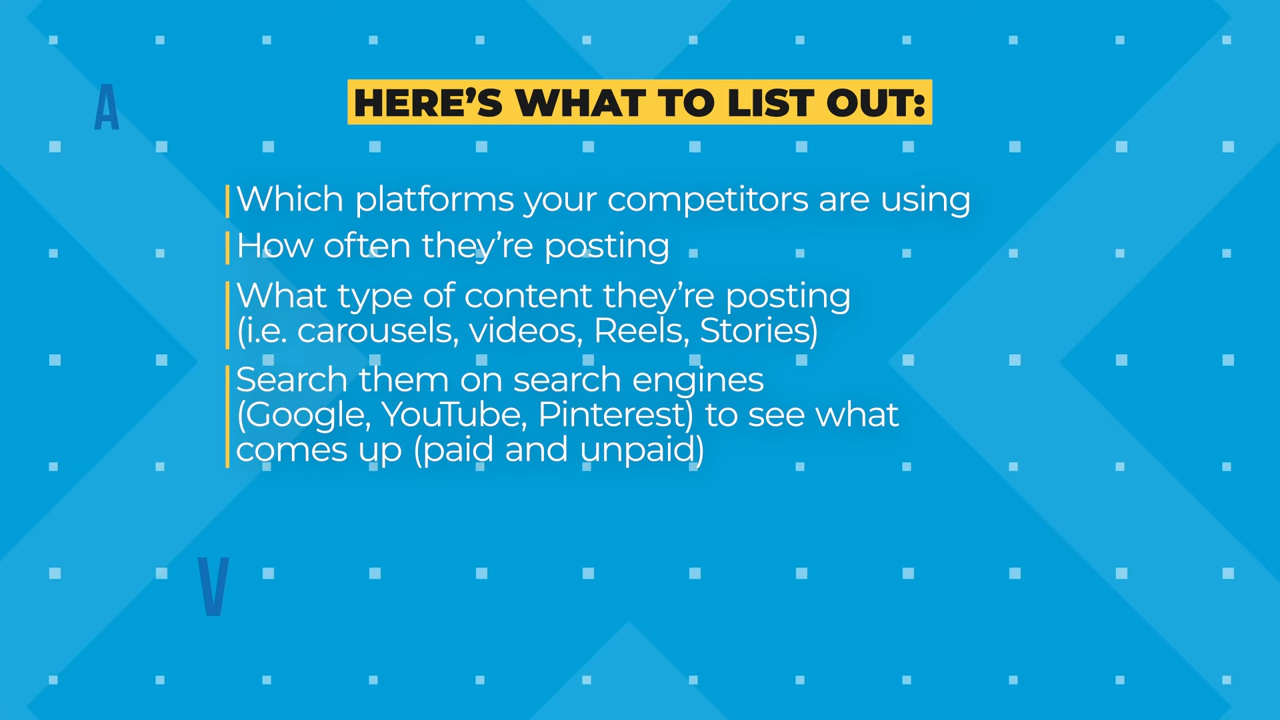 A
HERE’S WHAT TO LIST OUT:
Which platforms your competitors are using
How often they’re posting
What type of content they’re posting
(i.e. carousels, videos, Reels, Stories)
Search them on search engines
(Google, YouTube, Pinterest) to see what
comes up (paid and unpaid)
V